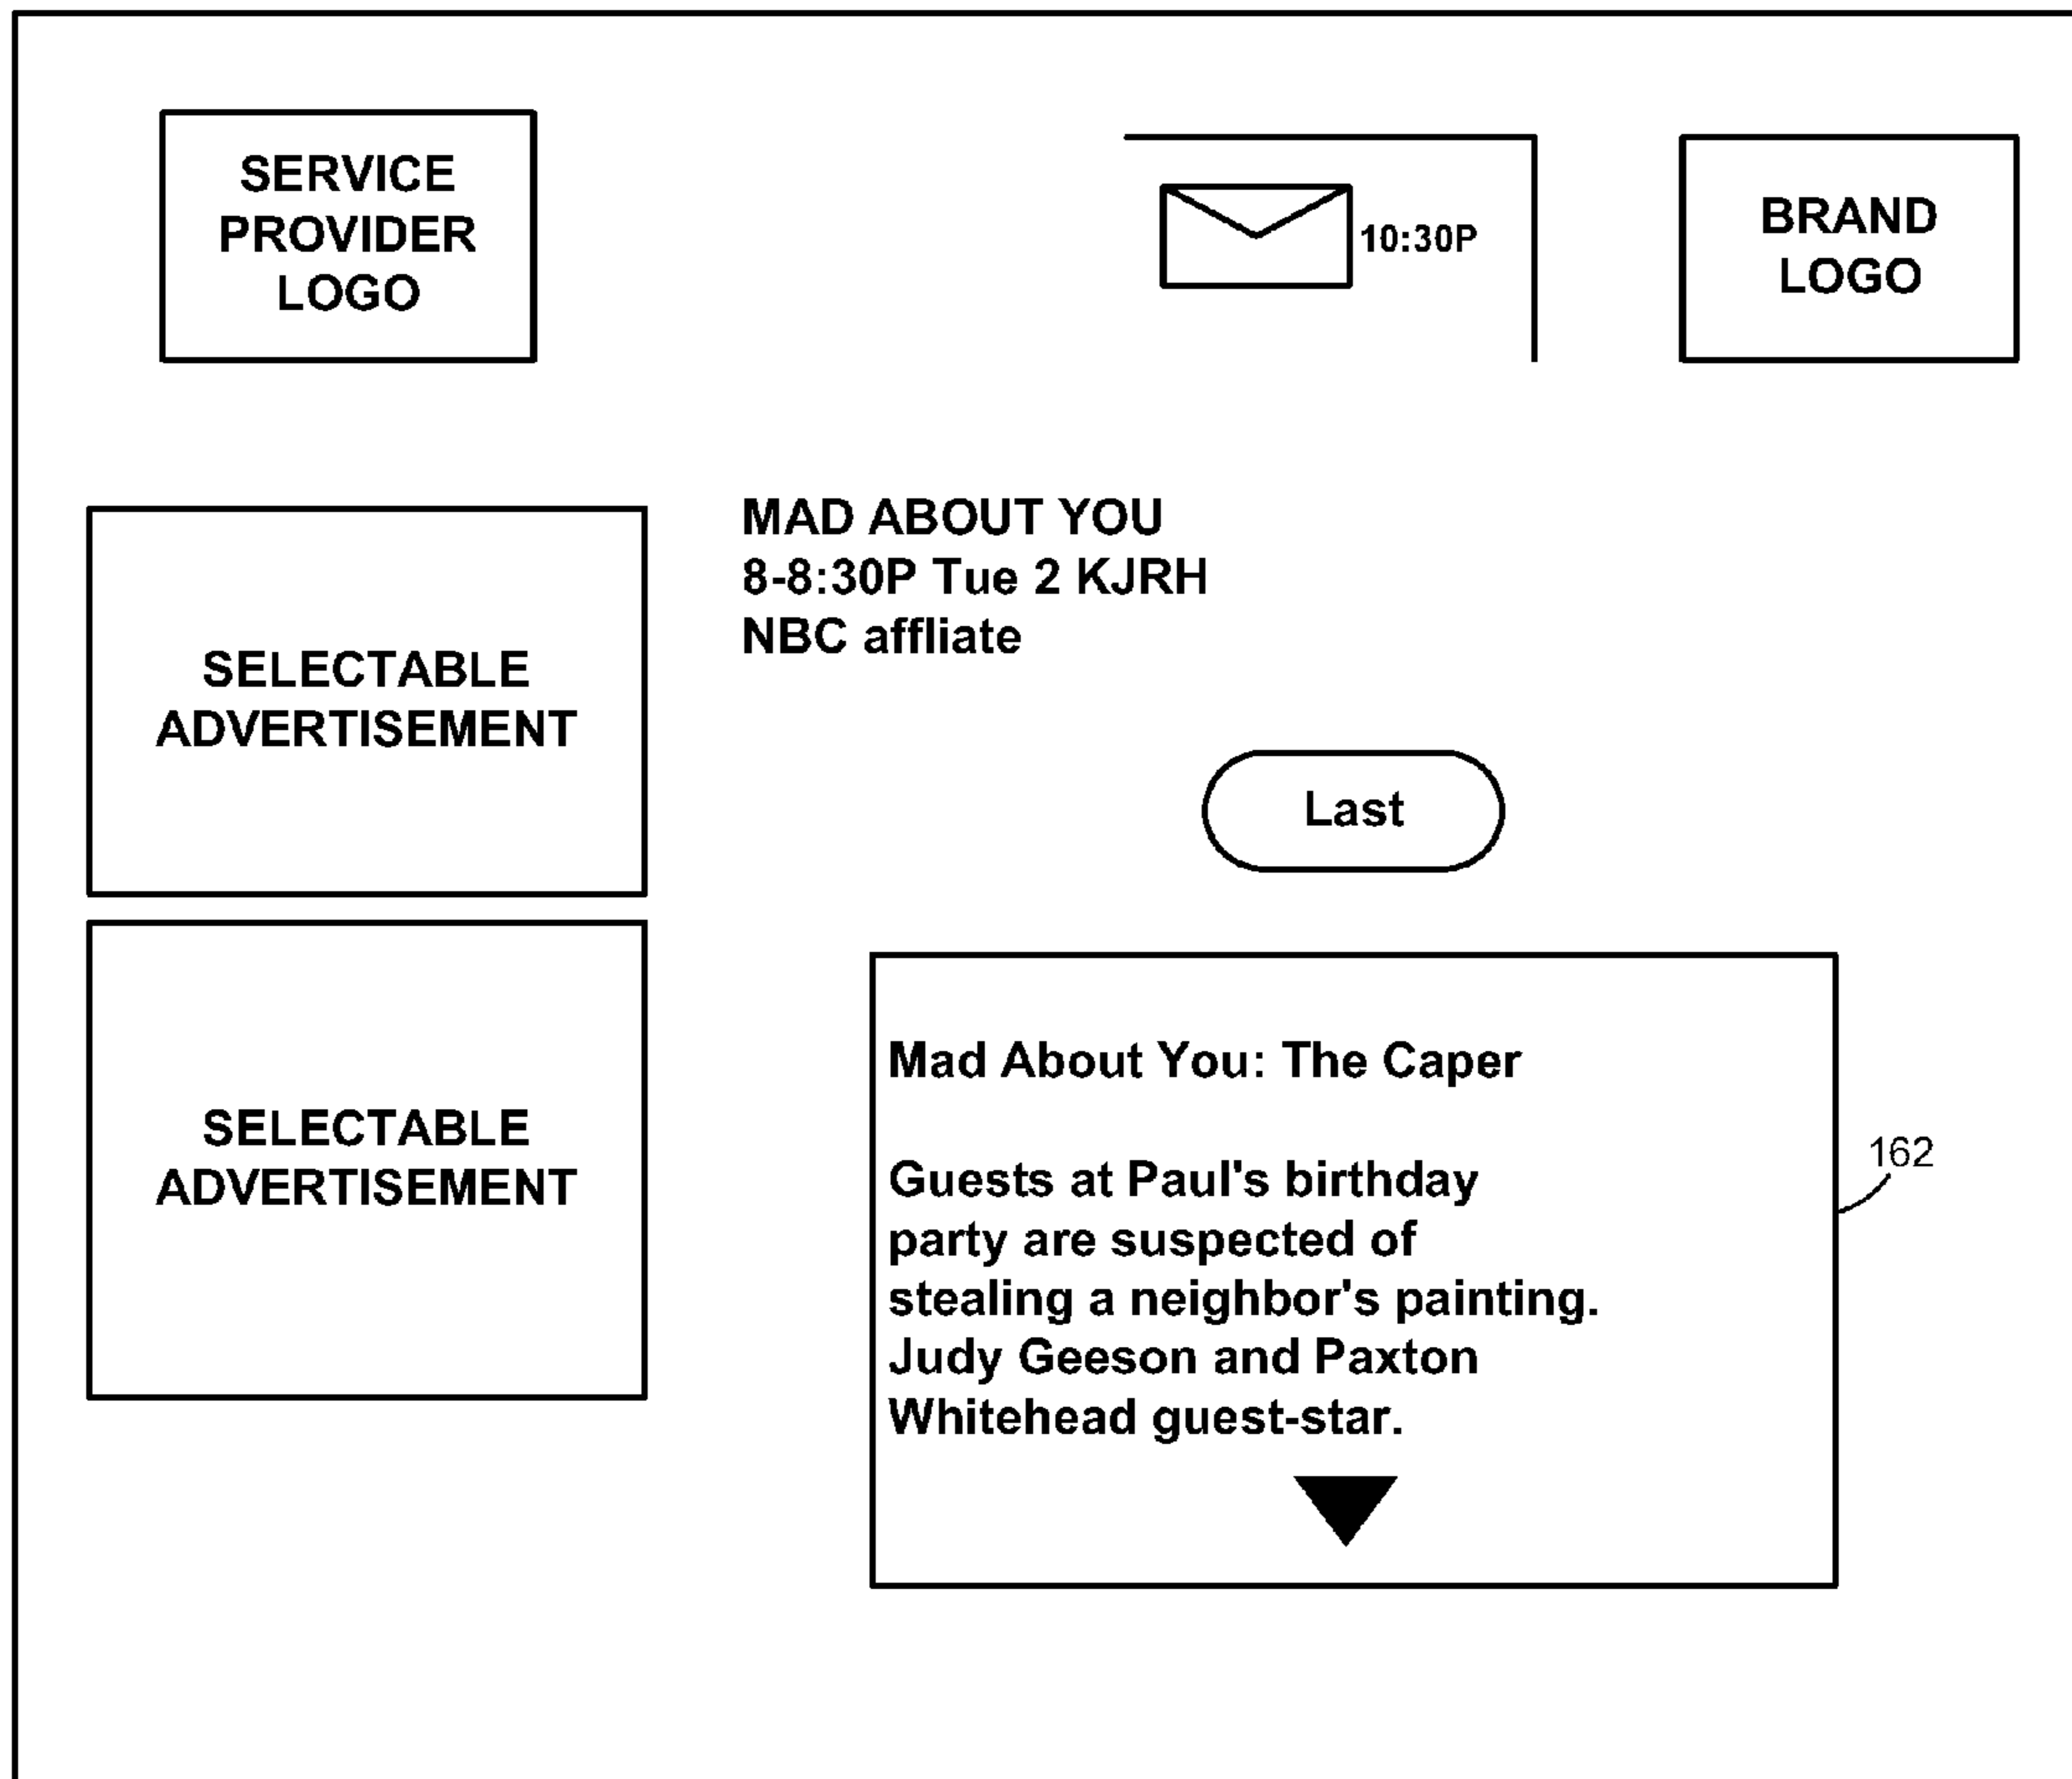 SERVICE
PROVIDER
LOGO
10:30P
BRAND
LOGO
SELECTABLE
ADVERTISEMENT
MAD ABOUT YOU
8-8:30P Tue 2 KJRH
NBC affliate
Last
SELECTABLE
ADVERTISEMENT
Mad About You: The Caper
Guests at Paul's birthday
party are suspected of
stealing a neighbor's painting.
Judy Geeson and Paxton
Whitehead guest-star.
162